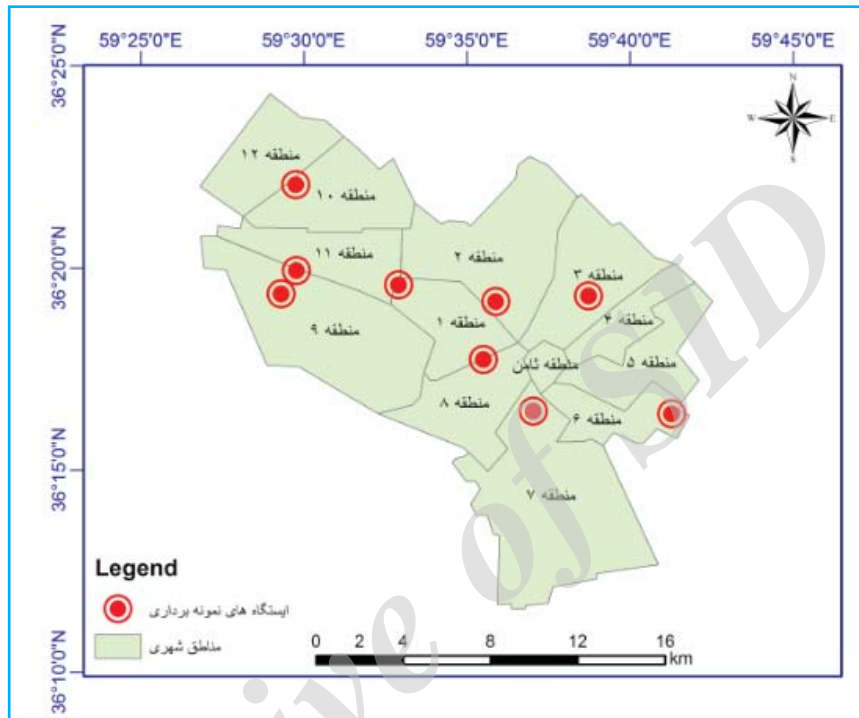 59°25'0"E 59°30'0"E 59°35'0"E 59°40'0"E 59°45'0"E
36°25'0"N
36°20'0"N
36°15'0"N
36°10'0"N
N
W E
S
منطقه ۱۲
منطقه ۱۰
منطقه ۱۱
منطقه ۲
منطقه ۳
منطقه ۹
منطقه ۱
منطقه ۴
منطقه ثامن
منطقه ۵
منطقه ۸
منطقه ۶
منطقه ۷
Legend
ایستگاه های نمونه برداری
مناطق شهری
0 2 4 8 12 16
km
ive of SID